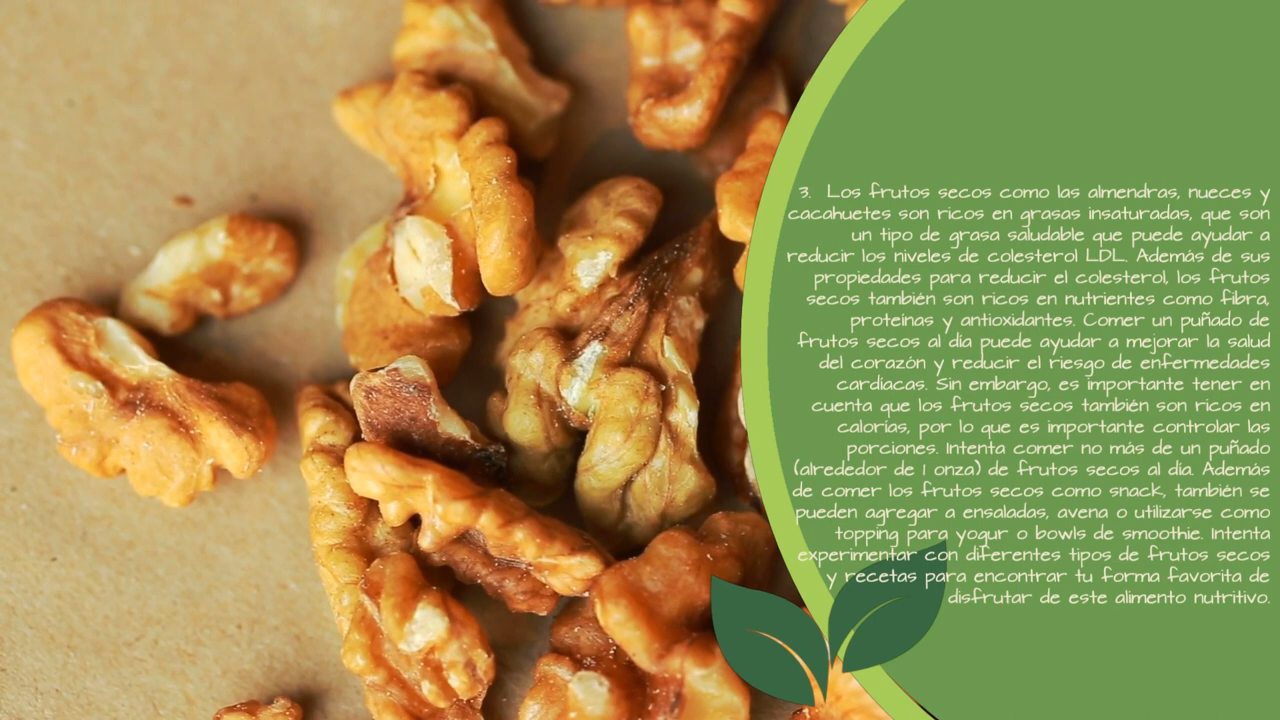 3. Los frutos secos como las almendras, nueces y
cacahuetes son ricos en grasas insaturadas, que son
un tipo de grasa saludable que puede ayudar a
reducir los niveles de colesterol LDL. Además de sus
propiedades para reducir el colesterol, los frutos
secos también son ricos en nutrientes como fibra,
proteínas y antioxidantes. Comer un puñado de
frutos secos al día puede ayudar a mejorar la salud
del corazón y reducir el riesgo de enfermedades
cardíacas. Sin embargo, es importante tener en
cuenta que los frutos secos también son ricos en
calorías, por lo que es importante controlar las
porciones. Intenta comer no más de un puñado
(alrededor de 1 onza) de frutos secos al día. Además
de comer los frutos secos como snack, también se
pueden agregar a ensaladas, avena o utilizarse como
topping para yogur o bowls de smoothie. Intenta
experimentar con diferentes tipos de frutos secos
y recetas para encontrar tu forma favorita de
disfrutar de este alimento nutritivo.